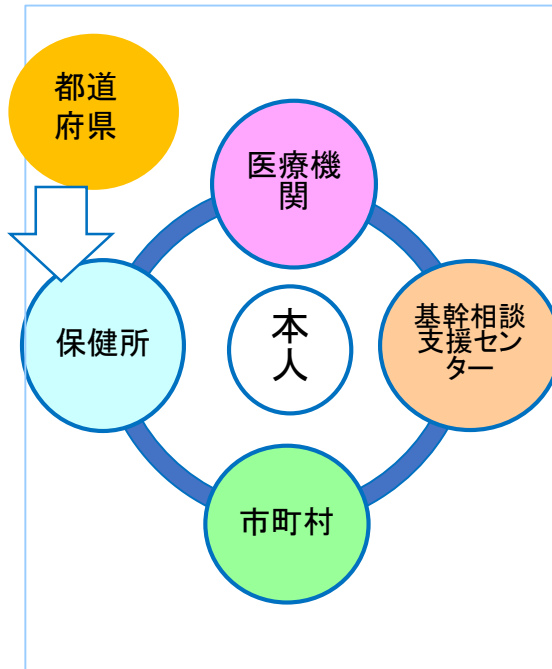 都道
府県
医療機
関
保健所
本
人
基幹相談
支援セン
ター
市町村